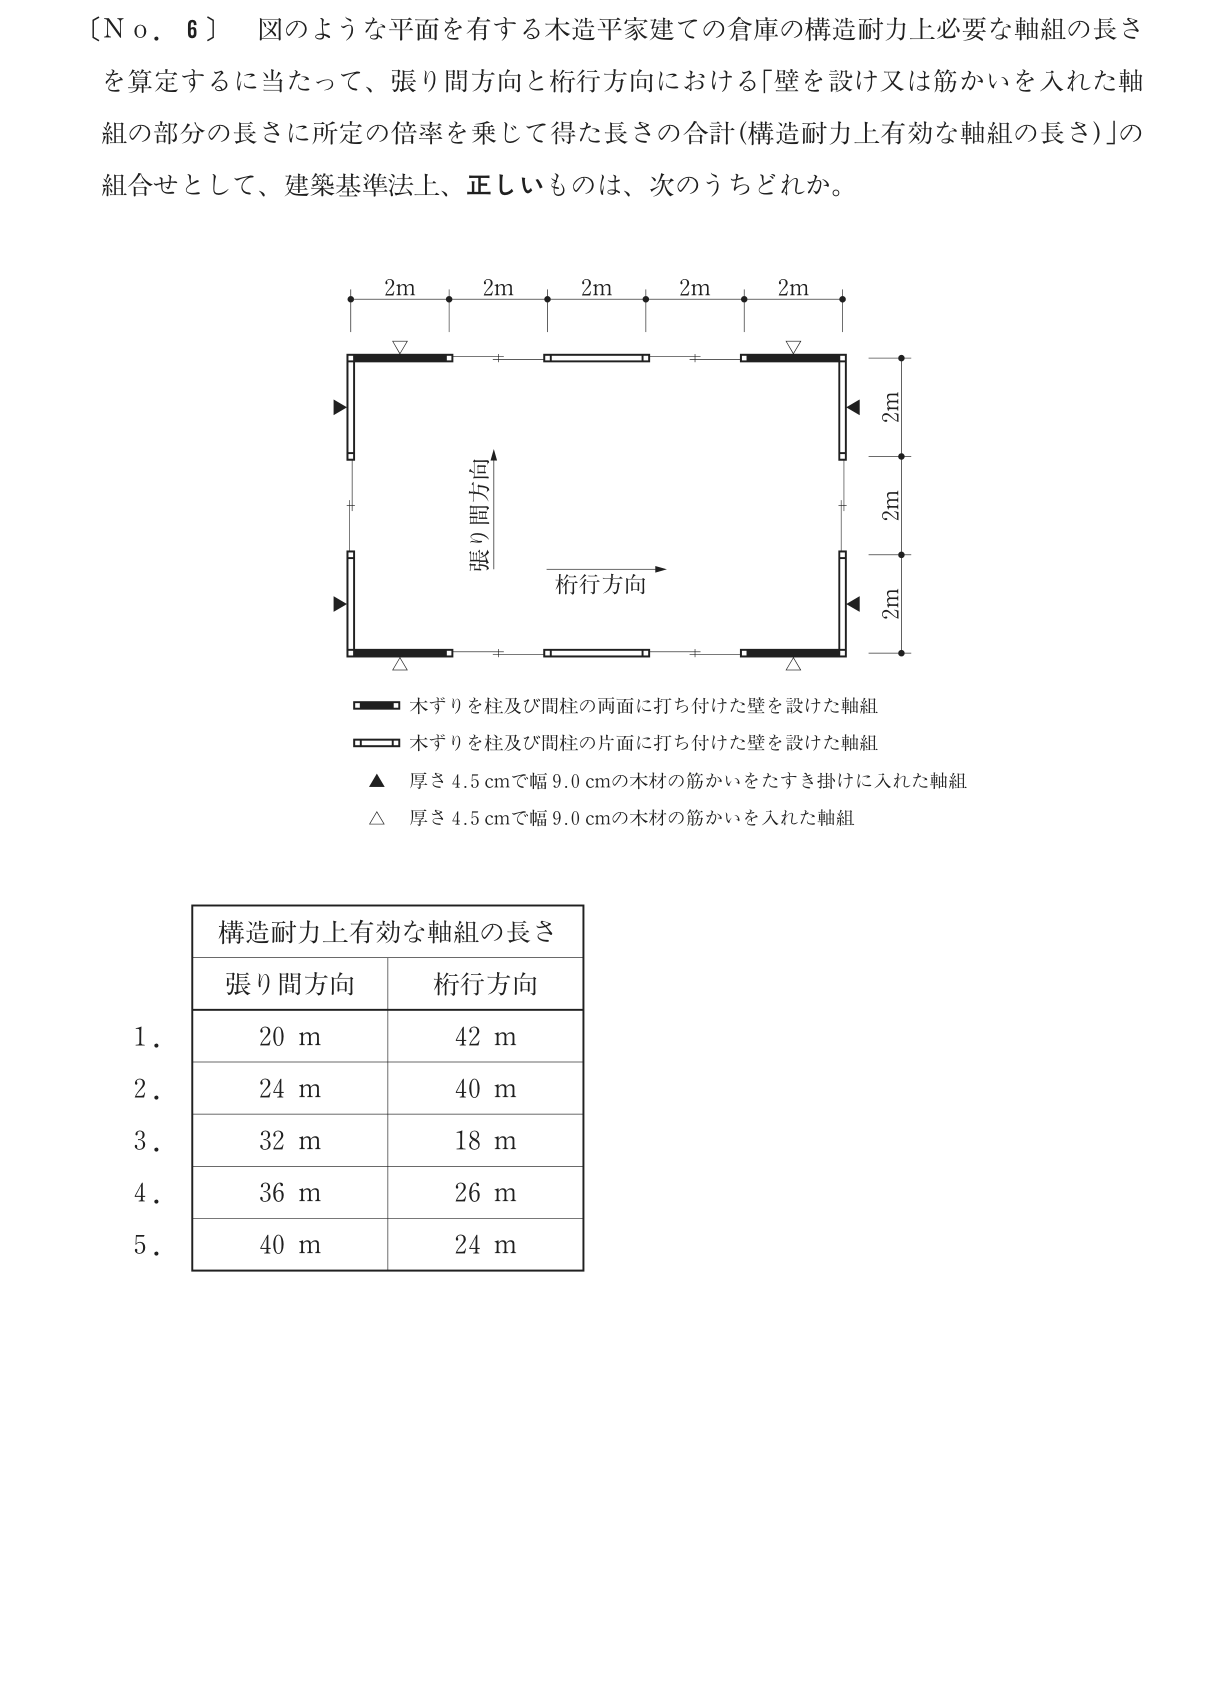 〔No. 6〕 図のような平面を有する木造平家建ての倉庫の構造耐力上必要な軸組の長さ
を算定するに当たって、張り間方向と桁行方向における「壁を設け又は筋かいを入れた軸
組の部分の長さに所定の倍率を乗じて得た長さの合計(構造耐力上有効な軸組の長さ)」の
組合せとして、建築基準法上、正しいものは、次のうちどれか。
2m 2m 2m 2m 2m
2m
2m
2m
張り間方向
桁行方向
木ずりを柱及び間柱の両面に打ち付けた壁を設けた軸組
木ずりを柱及び間柱の片面に打ち付けた壁を設けた軸組
▲ 厚さ4.5cmで幅9.0cmの木材の筋かいをたすき掛けに入れた軸組
△ 厚さ4.5cmで幅9.0cmの木材の筋かいを入れた軸組
構造耐力上有効な軸組の長さ
張り間方向 桁行方向
1. 20 m 42 m
2. 24 m 40 m
3. 32 m 18 m
4. 36 m 26 m
5. 40 m 24 m